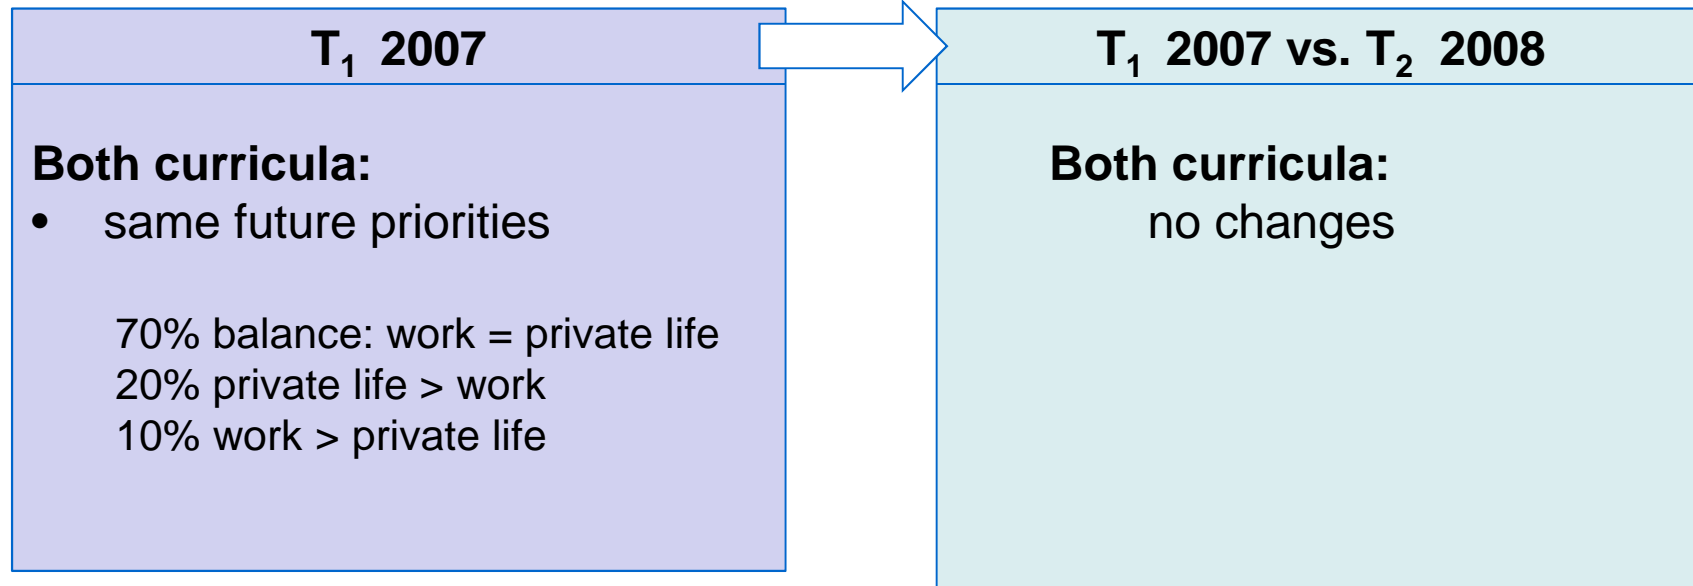 T₁ 2007
Both curricula:
• same future priorities
70% balance: work = private life
20% private life > work
10% work > private life
T₁ 2007 vs. T₂ 2008
Both curricula:
no changes